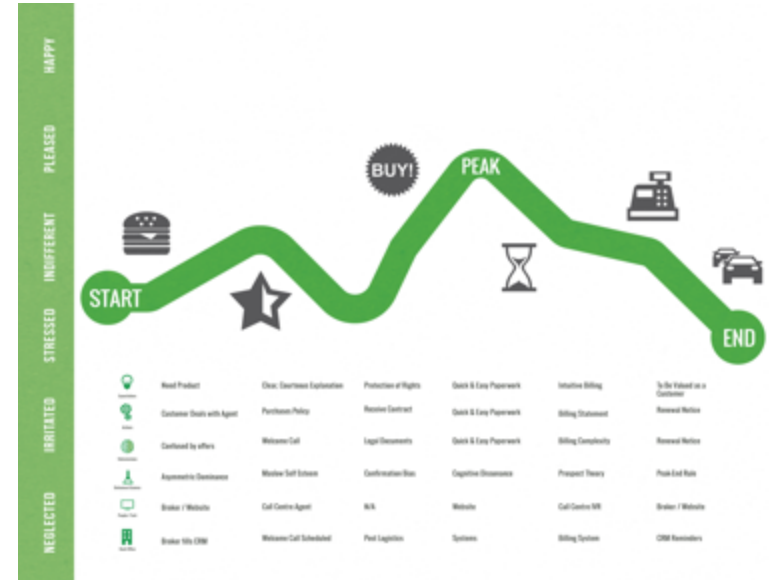 HAPPY
PLEASED
INDIFFERENT
STRESSED
IRRITATED
NEGLECTED
BUY!
PEAK
START
END
Need Product
Clear, Courteous Explanation
Protection of Rights
Quick & Easy Paperwork
Intuitive Billing
To Be Valued as a
Customer
Customer Deals with Agent
Purchases Policy
Receive Contract
Quick & Easy Paperwork
Billing Statement
Renewal Notice
Confused by offers
Welcome Call
Legal Documents
Quick & Easy Paperwork
Billing Complexity
Renewal Notice
Asymmetric Dominance
Maslow Self Esteem
Confirmation Bias
Cognitive Dissonance
Prospect Theory
Peak-End Rule
Broker / Website
Call Centre Agent
N/A
Website
Call Centre IVR
Broker / Website
Broker CRM
Welcome Call Scheduled
Post Logistics
Systems
Billing System
CRM Reminders